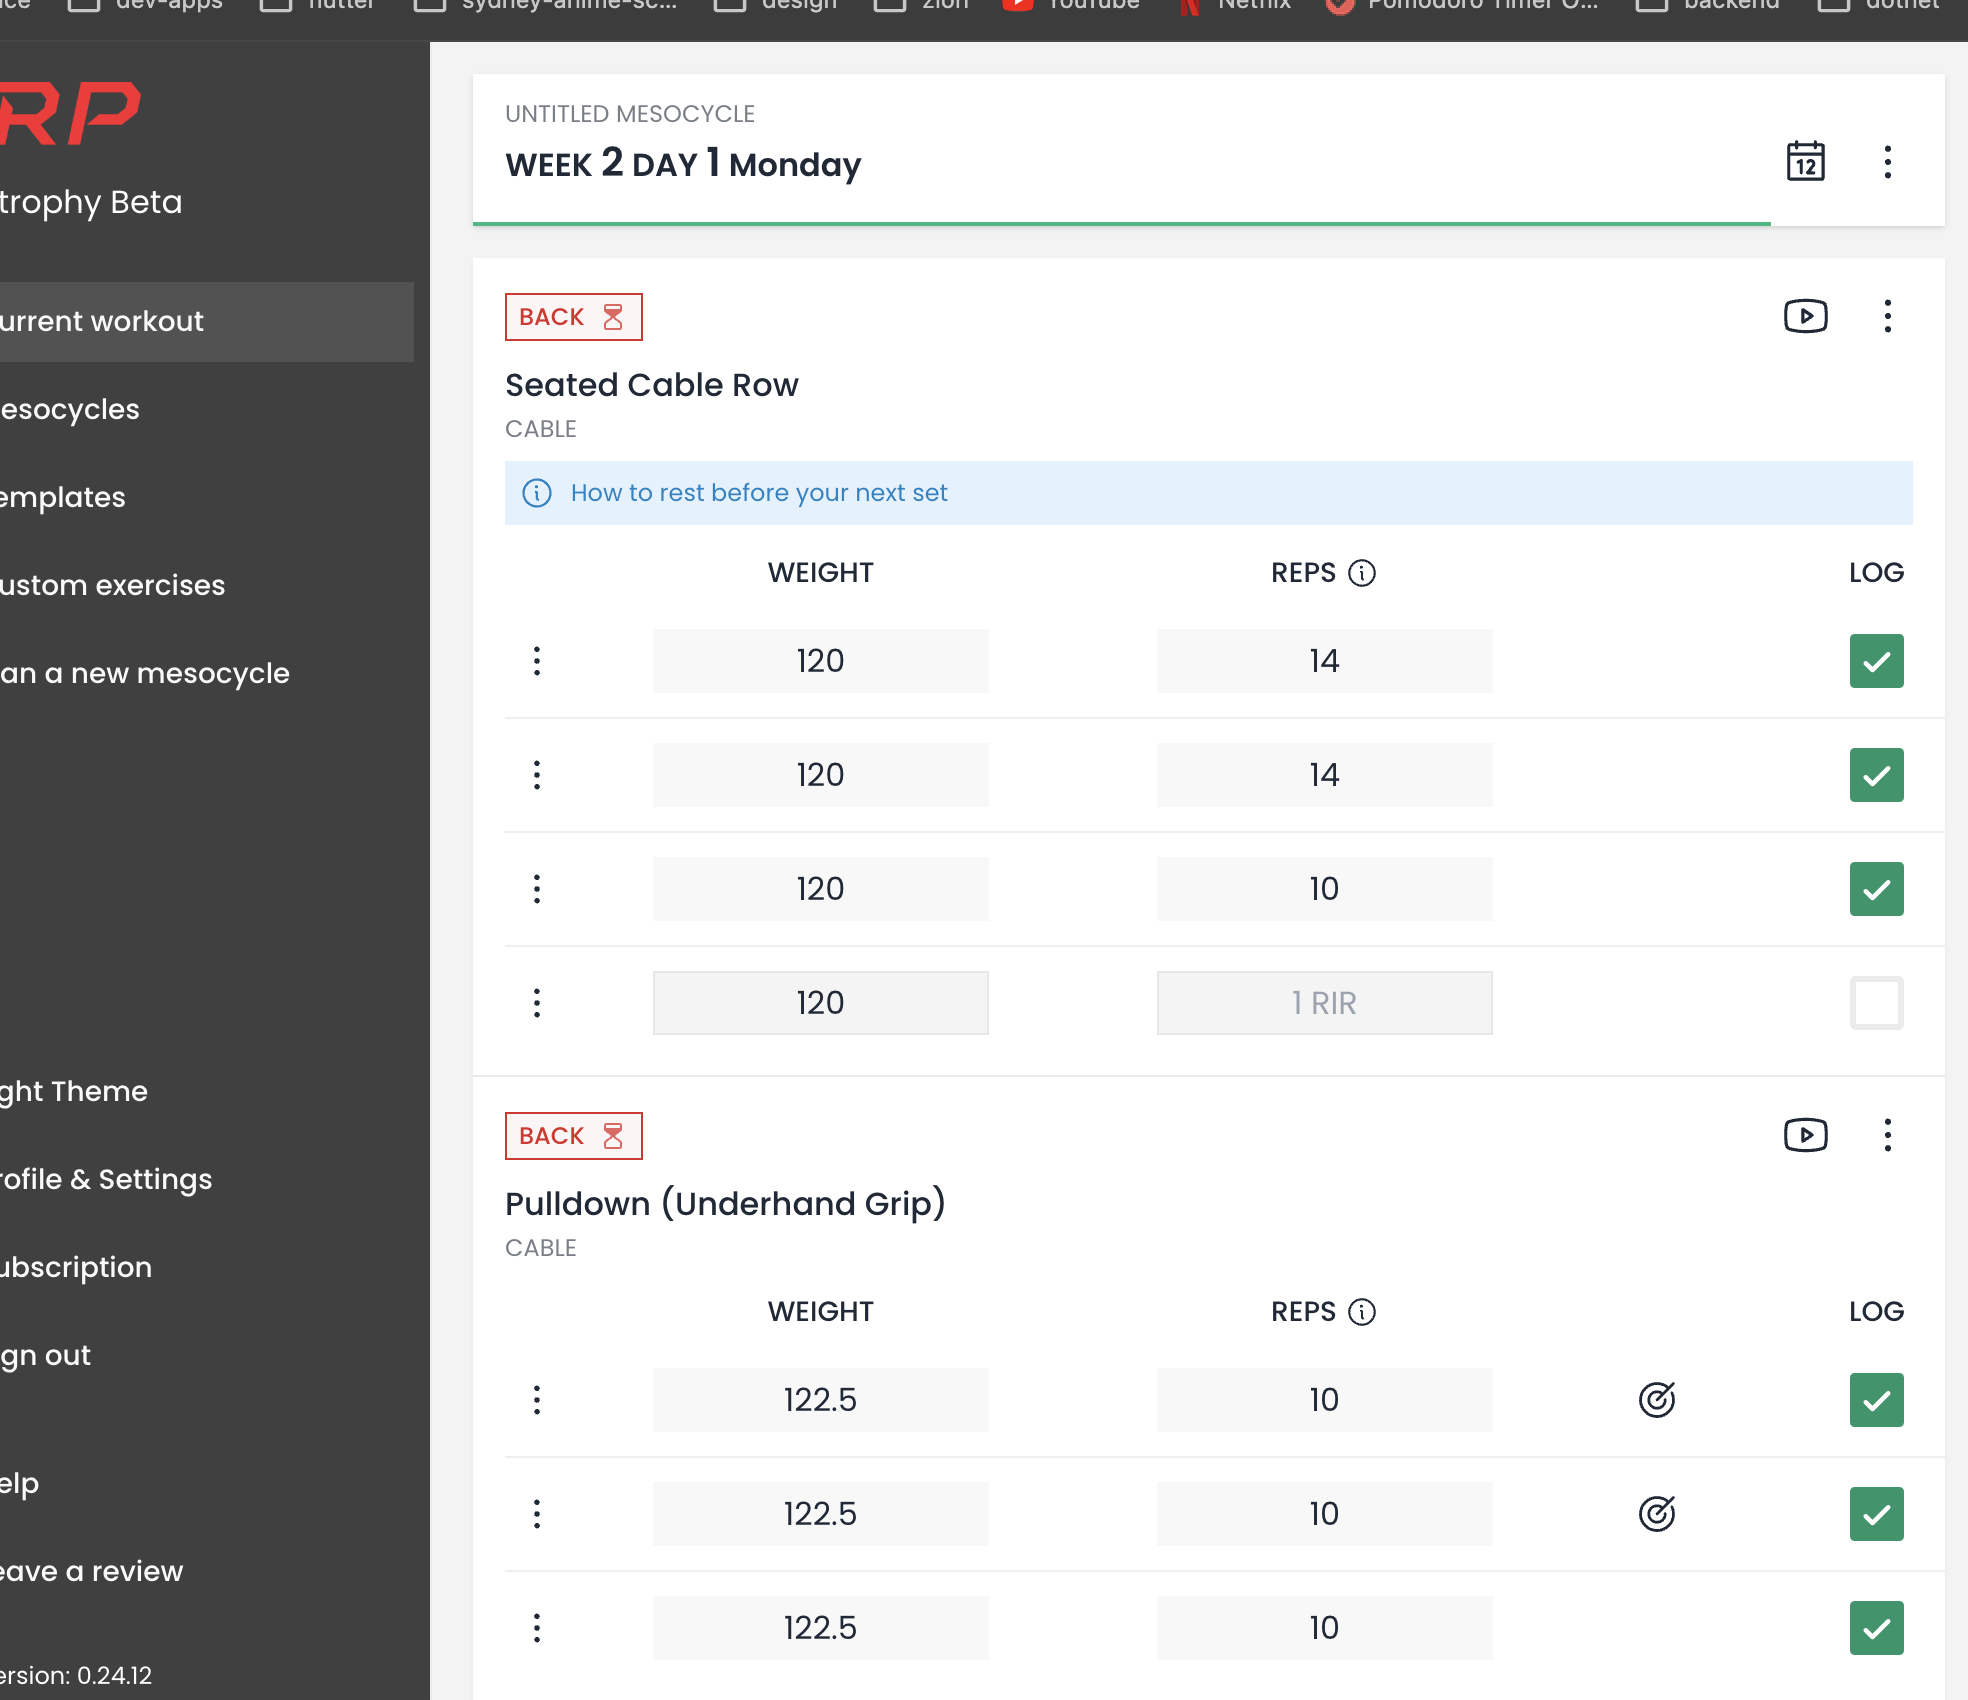 dev-apps
flutter
sydney-anime-sc...
design
zion
YouTube
Netflix
Pomodoro Timer O...
backend
dotnet
RP
trophy Beta
urrent workout
esocycles
emplates
ustom exercises
an a new mesocycle
ght Theme
rofile & Settings
ubscription
gn out
elp
eave a review
ersion: 0.24.12
UNTITLED MESOCYCLE
WEEK 2 DAY 1 Monday
12
BACK
Seated Cable Row
CABLE
How to rest before your next set
WEIGHT REPS LOG
120 14
120 14
120 10
120 1 RIR
BACK
Pulldown (Underhand Grip)
CABLE
WEIGHT REPS LOG
122.5 10
122.5 10
122.5 10